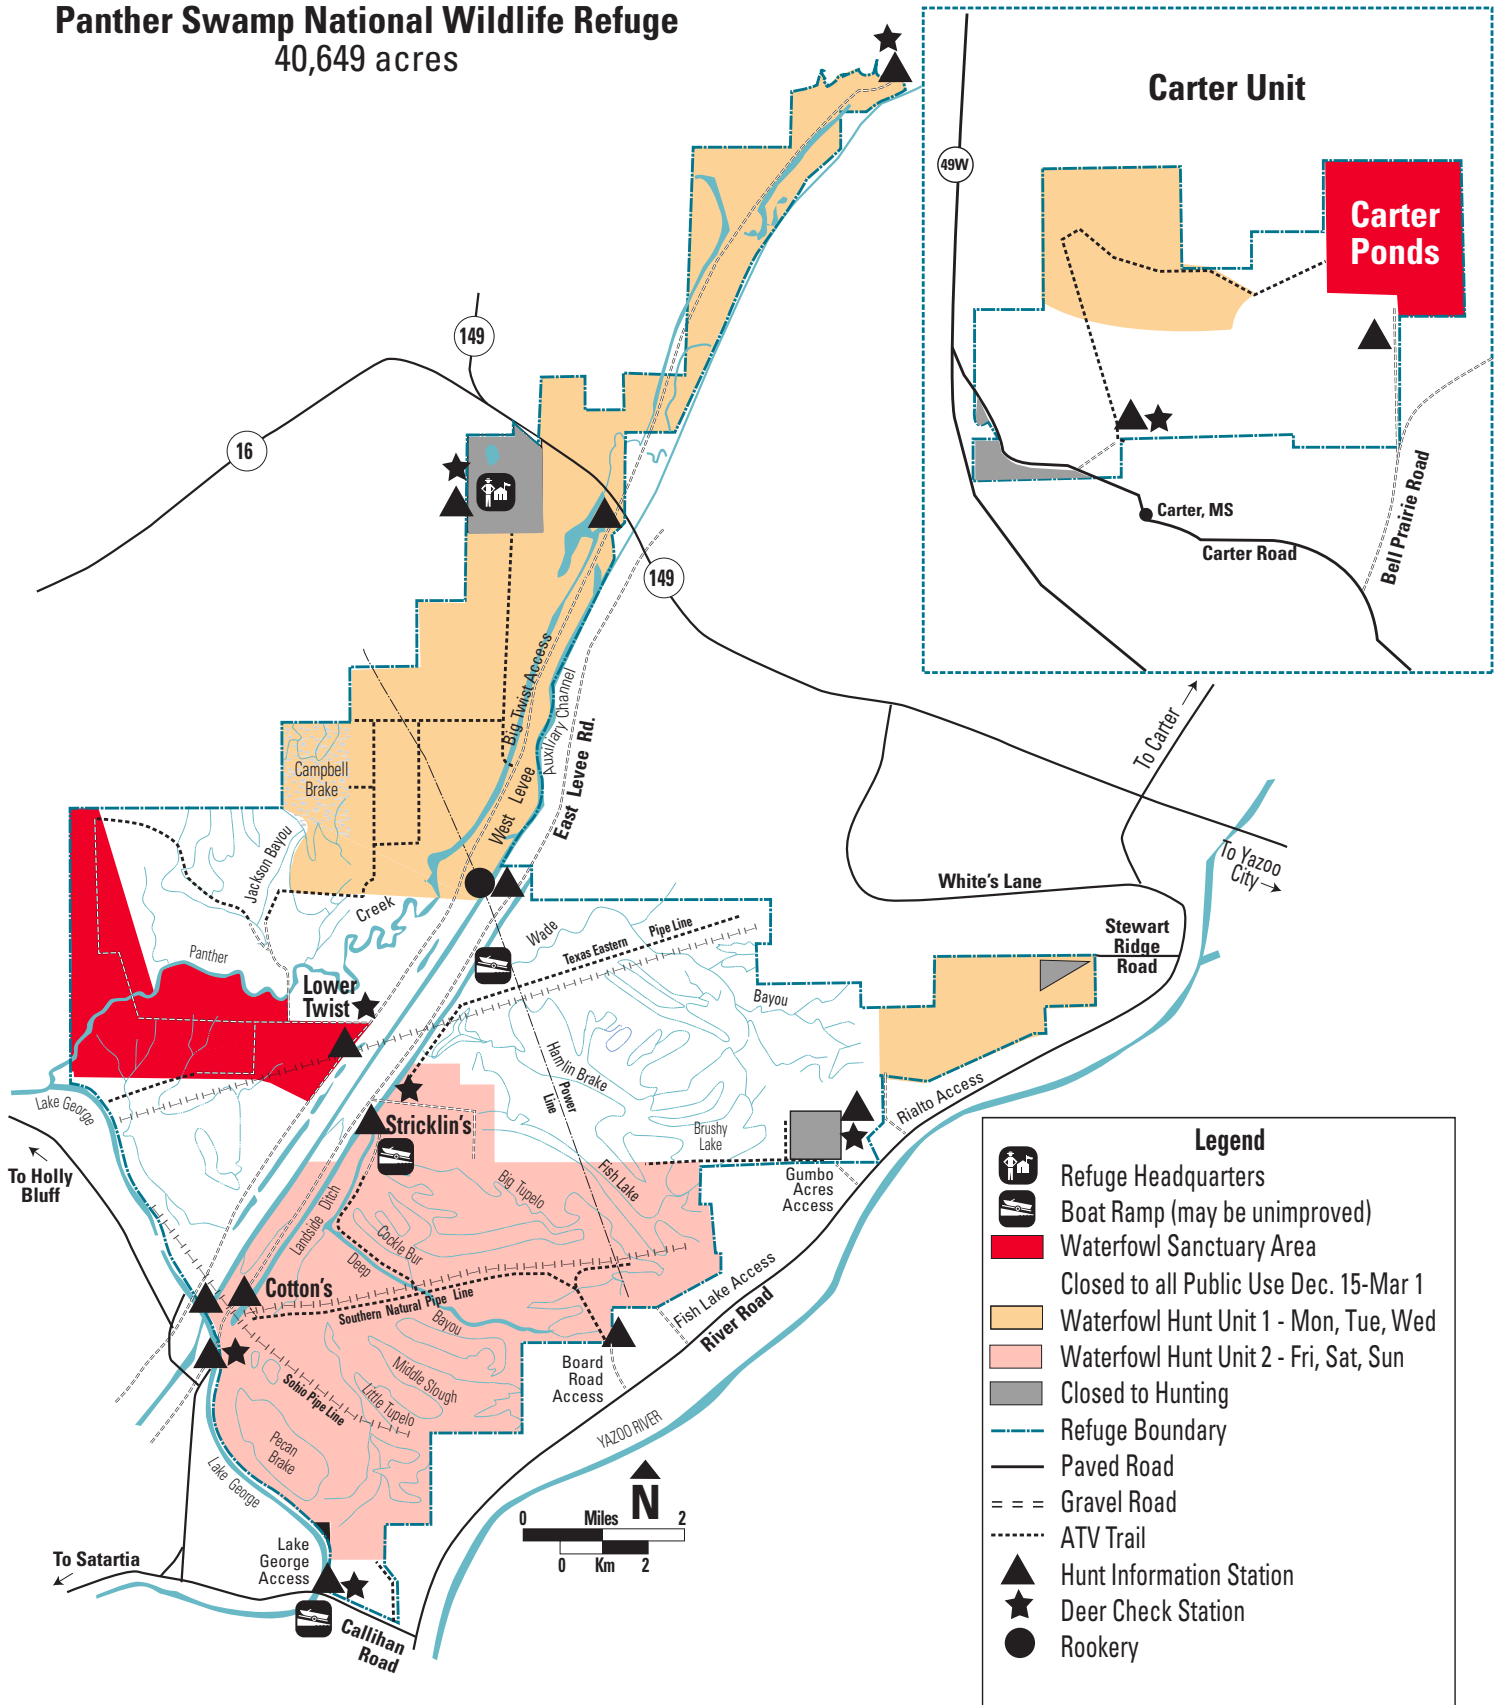 Panther Swamp National Wildlife Refuge
40,649 acres
Carter Unit
49W
Carter
Ponds
Carter, MS
Carter Road
Bell Prairie Road
149
16
149
Big Twist Access
Auxiliary Channel
West Levee
East Levee Rd.
Campbell
Brake
Jackson Bayou
Creek
Panther
Lower
Twist
Wade
Texas Eastern Pipe Line
Bayou
To Carter
To Yazoo
City
White's Lane
Stewart
Ridge
Road
Hamlin Brake
Power
Line
Lake George
To Holly
Bluff
Stricklin's
Brushy
Lake
Rialto Access
Gumbo
Acres
Access
Fish Lake
Big Tupelo
Landside Ditch
Cockle Bur
Deep
Bayou
Cotton's
Southern Natural Pipe Line
Fish Lake Access
River Road
Board
Road
Access
Middle Slough
Little Tupelo
Sohio Pipe Line
Pecan
Brake
Lake George
YAZOO RIVER
N
0 Miles 2
0 Km 2
Lake
George
Access
To Satartia
Callihan
Road
Legend
Refuge Headquarters
Boat Ramp (may be unimproved)
Waterfowl Sanctuary Area
Closed to all Public Use Dec. 15-Mar 1
Waterfowl Hunt Unit 1 - Mon, Tue, Wed
Waterfowl Hunt Unit 2 - Fri, Sat, Sun
Closed to Hunting
Refuge Boundary
Paved Road
Gravel Road
ATV Trail
Hunt Information Station
Deer Check Station
Rookery